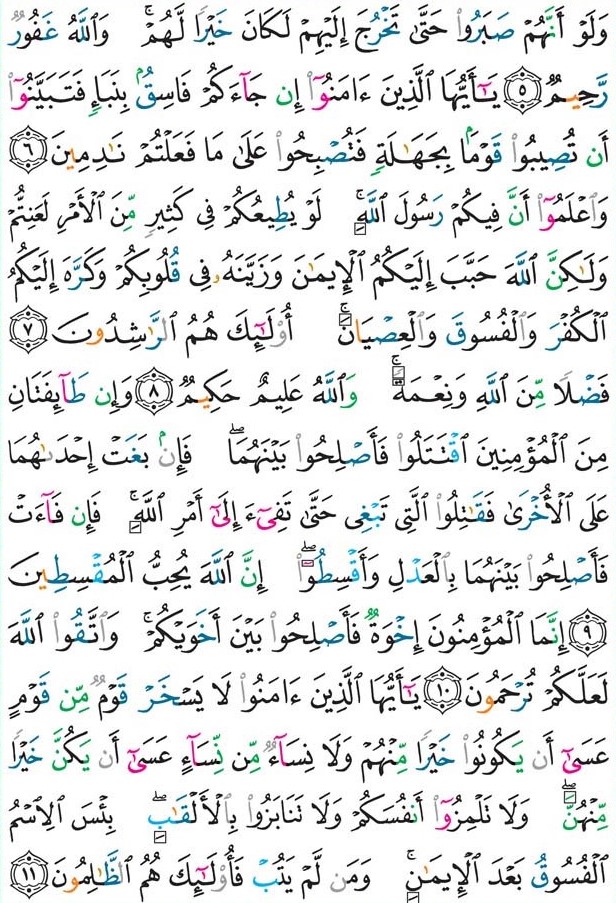 وَلَوْ أَنَّهُمْ صَبَرُوا۟ حَتَّىٰ تَخْرُجَ إِلَيْهِمْ لَكَانَ خَيْرًا لَّهُمْ ۚ وَٱللَّهُ غَفُورٌ
رَّحِيمٌ ٥ يَـٰٓأَيُّهَا ٱلَّذِينَ ءَامَنُوٓا۟ إِن جَآءَكُمْ فَاسِقٌۢ بِنَبَإٍ فَتَبَيَّنُوٓا۟
أَن تُصِيبُوا۟ قَوْمًۢا بِجَهَـٰلَةٍ فَتُصْبِحُوا۟ عَلَىٰ مَا فَعَلْتُمْ نَـٰدِمِينَ ٦
وَٱعْلَمُوٓا۟ أَنَّ فِيكُمْ رَسُولَ ٱللَّهِ ۚ لَوْ يُطِيعُكُمْ فِى كَثِيرٍ مِّنَ ٱلْأَمْرِ لَعَنِتُّمْ
وَلَـٰكِنَّ ٱللَّهَ حَبَّبَ إِلَيْكُمُ ٱلْإِيمَـٰنَ وَزَيَّنَهُۥ فِى قُلُوبِكُمْ وَكَرَّهَ إِلَيْكُمُ
ٱلْكُفْرَ وَٱلْفُسُوقَ وَٱلْعِصْيَانَ ۚ أُو۟لَـٰٓئِكَ هُمُ ٱلرَّٰشِدُونَ ٧
فَضْلًا مِّنَ ٱللَّهِ وَنِعْمَةً ۚ وَٱللَّهُ عَلِيمٌ حَكِيمٌ ٨ وَإِن طَآئِفَتَانِ
مِنَ ٱلْمُؤْمِنِينَ ٱقْتَتَلُوا۟ فَأَصْلِحُوا۟ بَيْنَهُمَا ۖ فَإِنۢ بَغَتْ إِحْدَىٰهُمَا
عَلَى ٱلْأُخْرَىٰ فَقَـٰتِلُوا۟ ٱلَّتِى تَبْغِى حَتَّىٰ تَفِىٓءَ إِلَىٰٓ أَمْرِ ٱللَّهِ ۚ فَإِن فَآءَتْ
فَأَصْلِحُوا۟ بَيْنَهُمَا بِٱلْعَدْلِ وَأَقْسِطُوٓا۟ ۖ إِنَّ ٱللَّهَ يُحِبُّ ٱلْمُقْسِطِينَ
٩ إِنَّمَا ٱلْمُؤْمِنُونَ إِخْوَةٌ فَأَصْلِحُوا۟ بَيْنَ أَخَوَيْكُمْ ۚ وَٱتَّقُوا۟ ٱللَّهَ
لَعَلَّكُمْ تُرْحَمُونَ ١٠ يَـٰٓأَيُّهَا ٱلَّذِينَ ءَامَنُوا۟ لَا يَسْخَرْ قَوْمٌ مِّن قَوْمٍ
عَسَىٰٓ أَن يَكُونُوا۟ خَيْرًا مِّنْهُمْ وَلَا نِسَآءٌ مِّن نِّسَآءٍ عَسَىٰٓ أَن يَكُنَّ خَيْرًا
مِّنْهُنَّ ۖ وَلَا تَلْمِزُوٓا۟ أَنفُسَكُمْ وَلَا تَنَابَزُوا۟ بِٱلْأَلْقَـٰبِ ۖ بِئْسَ ٱلِٱسْمُ
ٱلْفُسُوقُ بَعْدَ ٱلْإِيمَـٰنِ ۚ وَمَن لَّمْ يَتُبْ فَأُو۟لَـٰٓئِكَ هُمُ ٱلظَّـٰلِمُونَ ١١